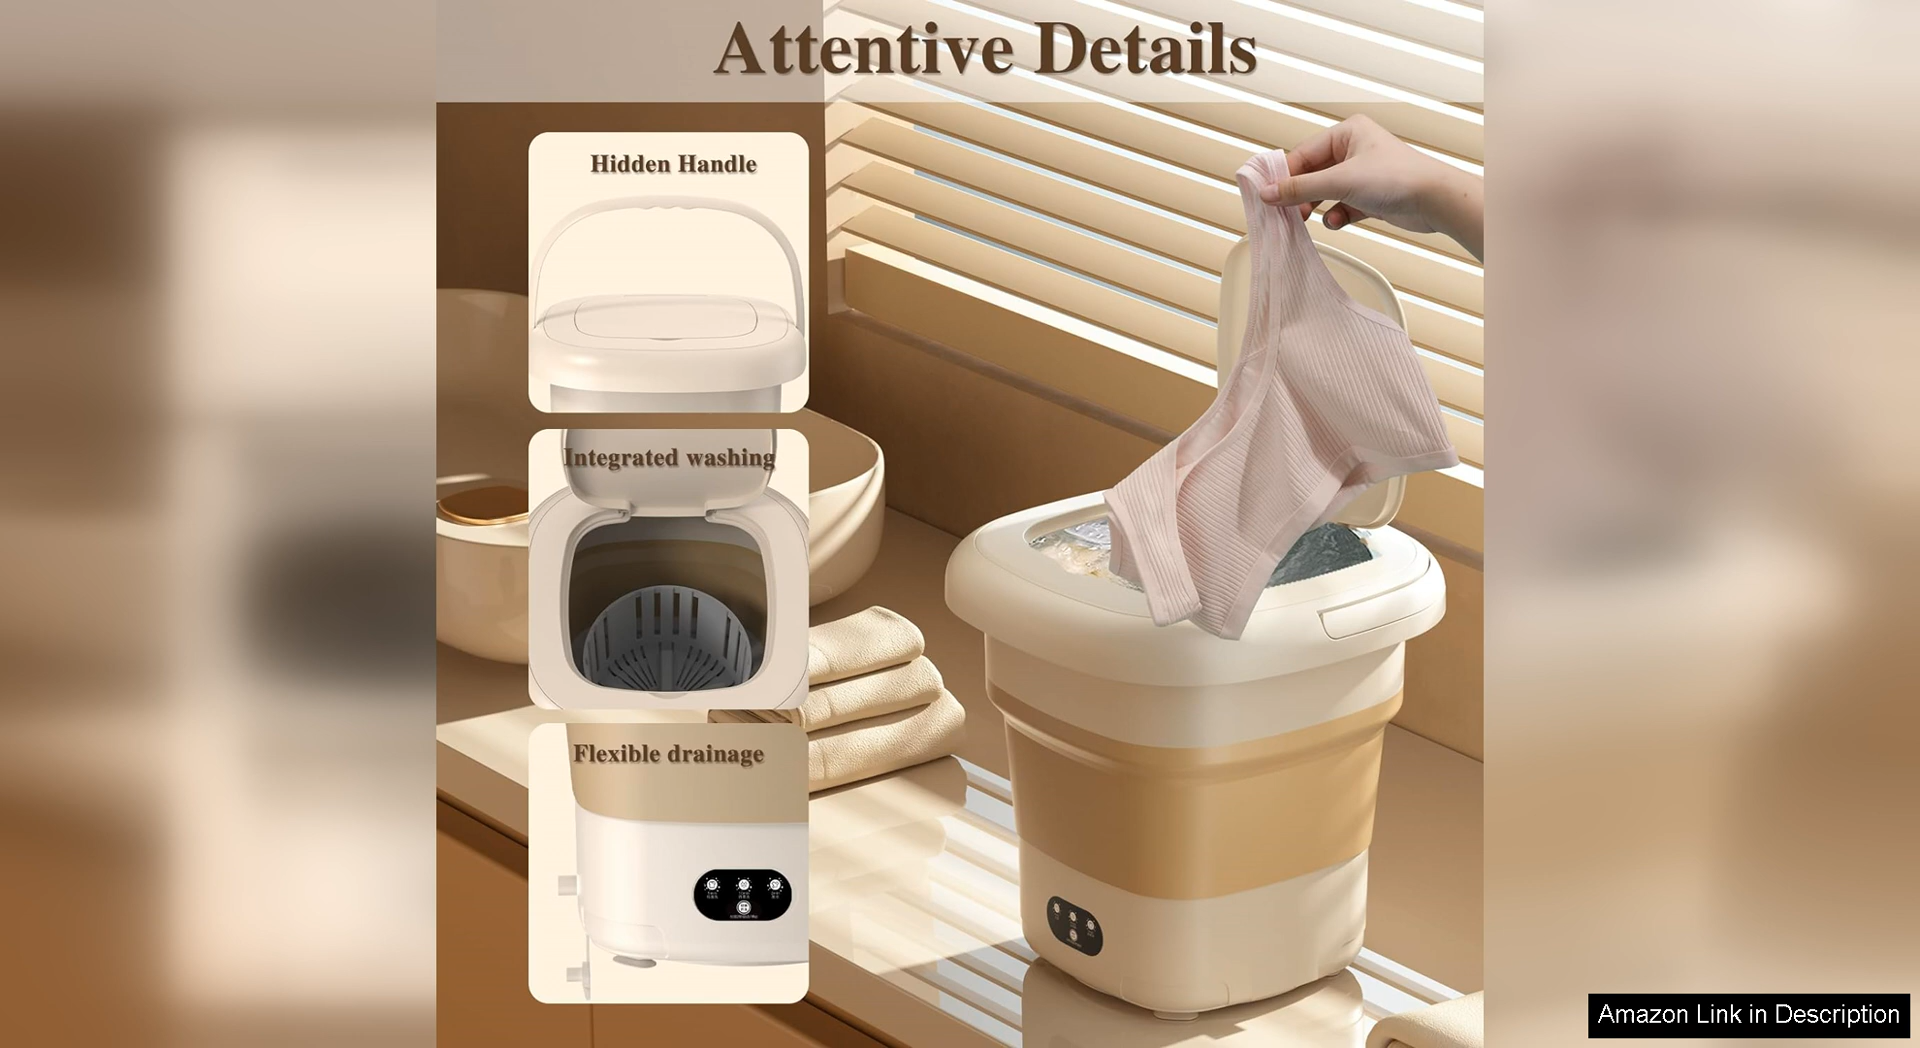 Attentive Details
Hidden Handle
Integrated washing
Flexible drainage
Amazon Link in Description